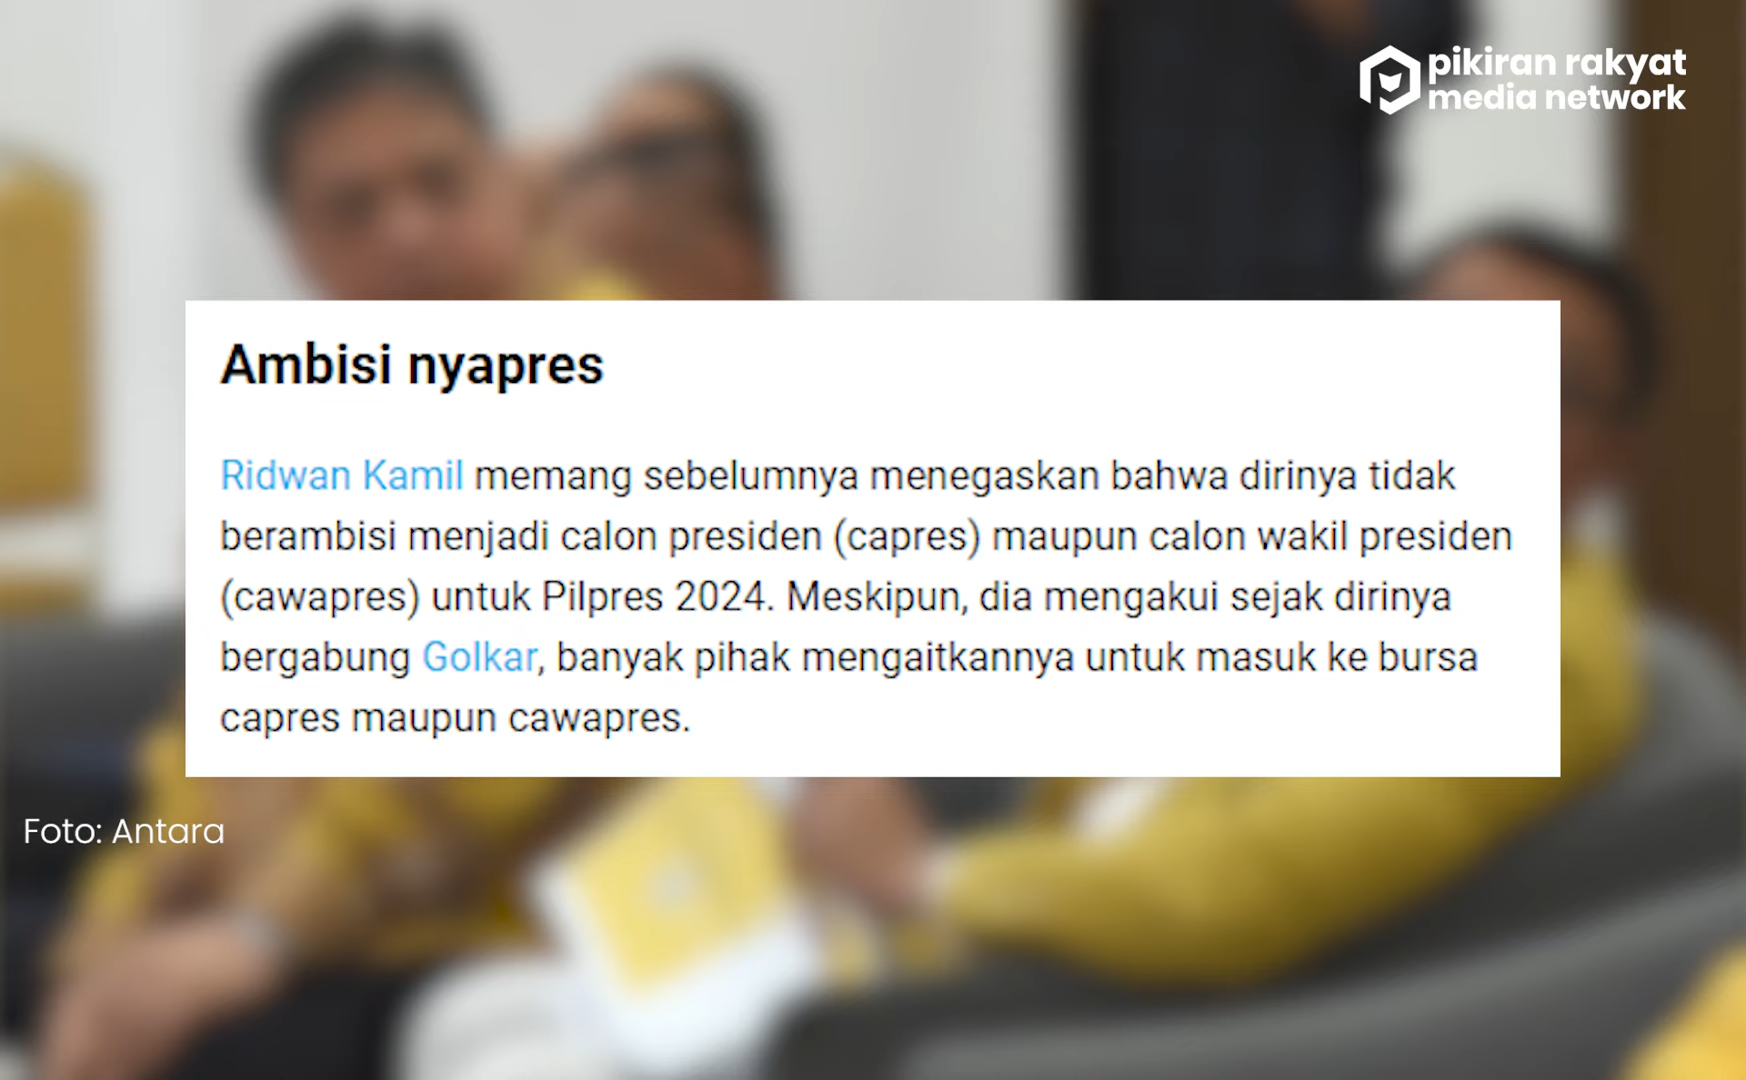 pikiran rakyat
media network
Ambisi nyapres
Ridwan Kamil memang sebelumnya menegaskan bahwa dirinya tidak
berambisi menjadi calon presiden (capres) maupun calon wakil presiden
(cawapres) untuk Pilpres 2024. Meskipun, dia mengakui sejak dirinya
bergabung Golkar, banyak pihak mengaitkannya untuk masuk ke bursa
capres maupun cawapres.
Foto: Antara